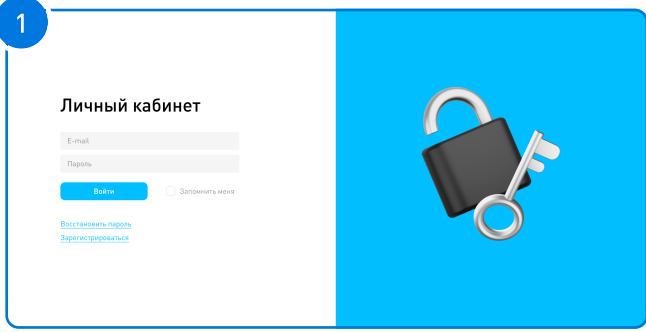 1
Личный кабинет
E-mail
Пароль
Войти
Запомнить меня
Восстановить пароль
Зарегистрироваться